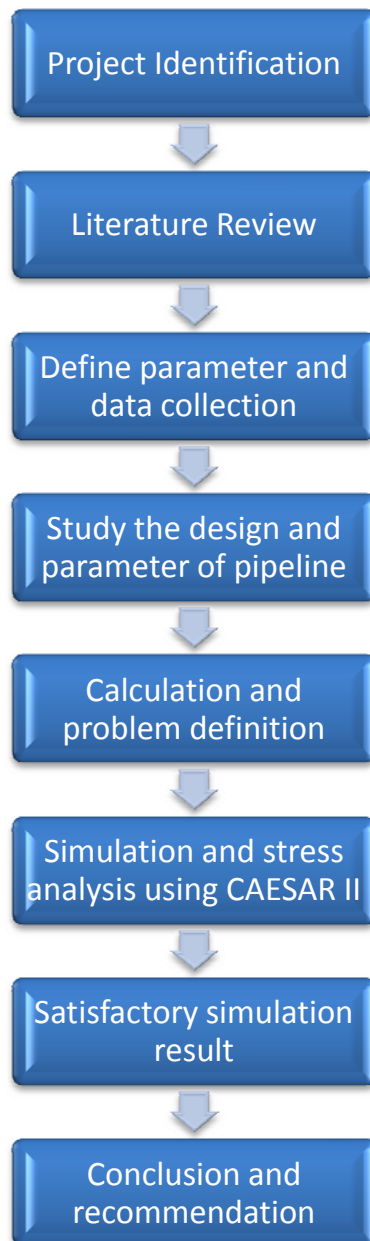 Project Identification
Literature Review
Define parameter and
data collection
Study the design and
parameter of pipeline
Calculation and
problem definition
Simulation and stress
analysis using CAESAR II
Satisfactory simulation
result
Conclusion and
recommendation